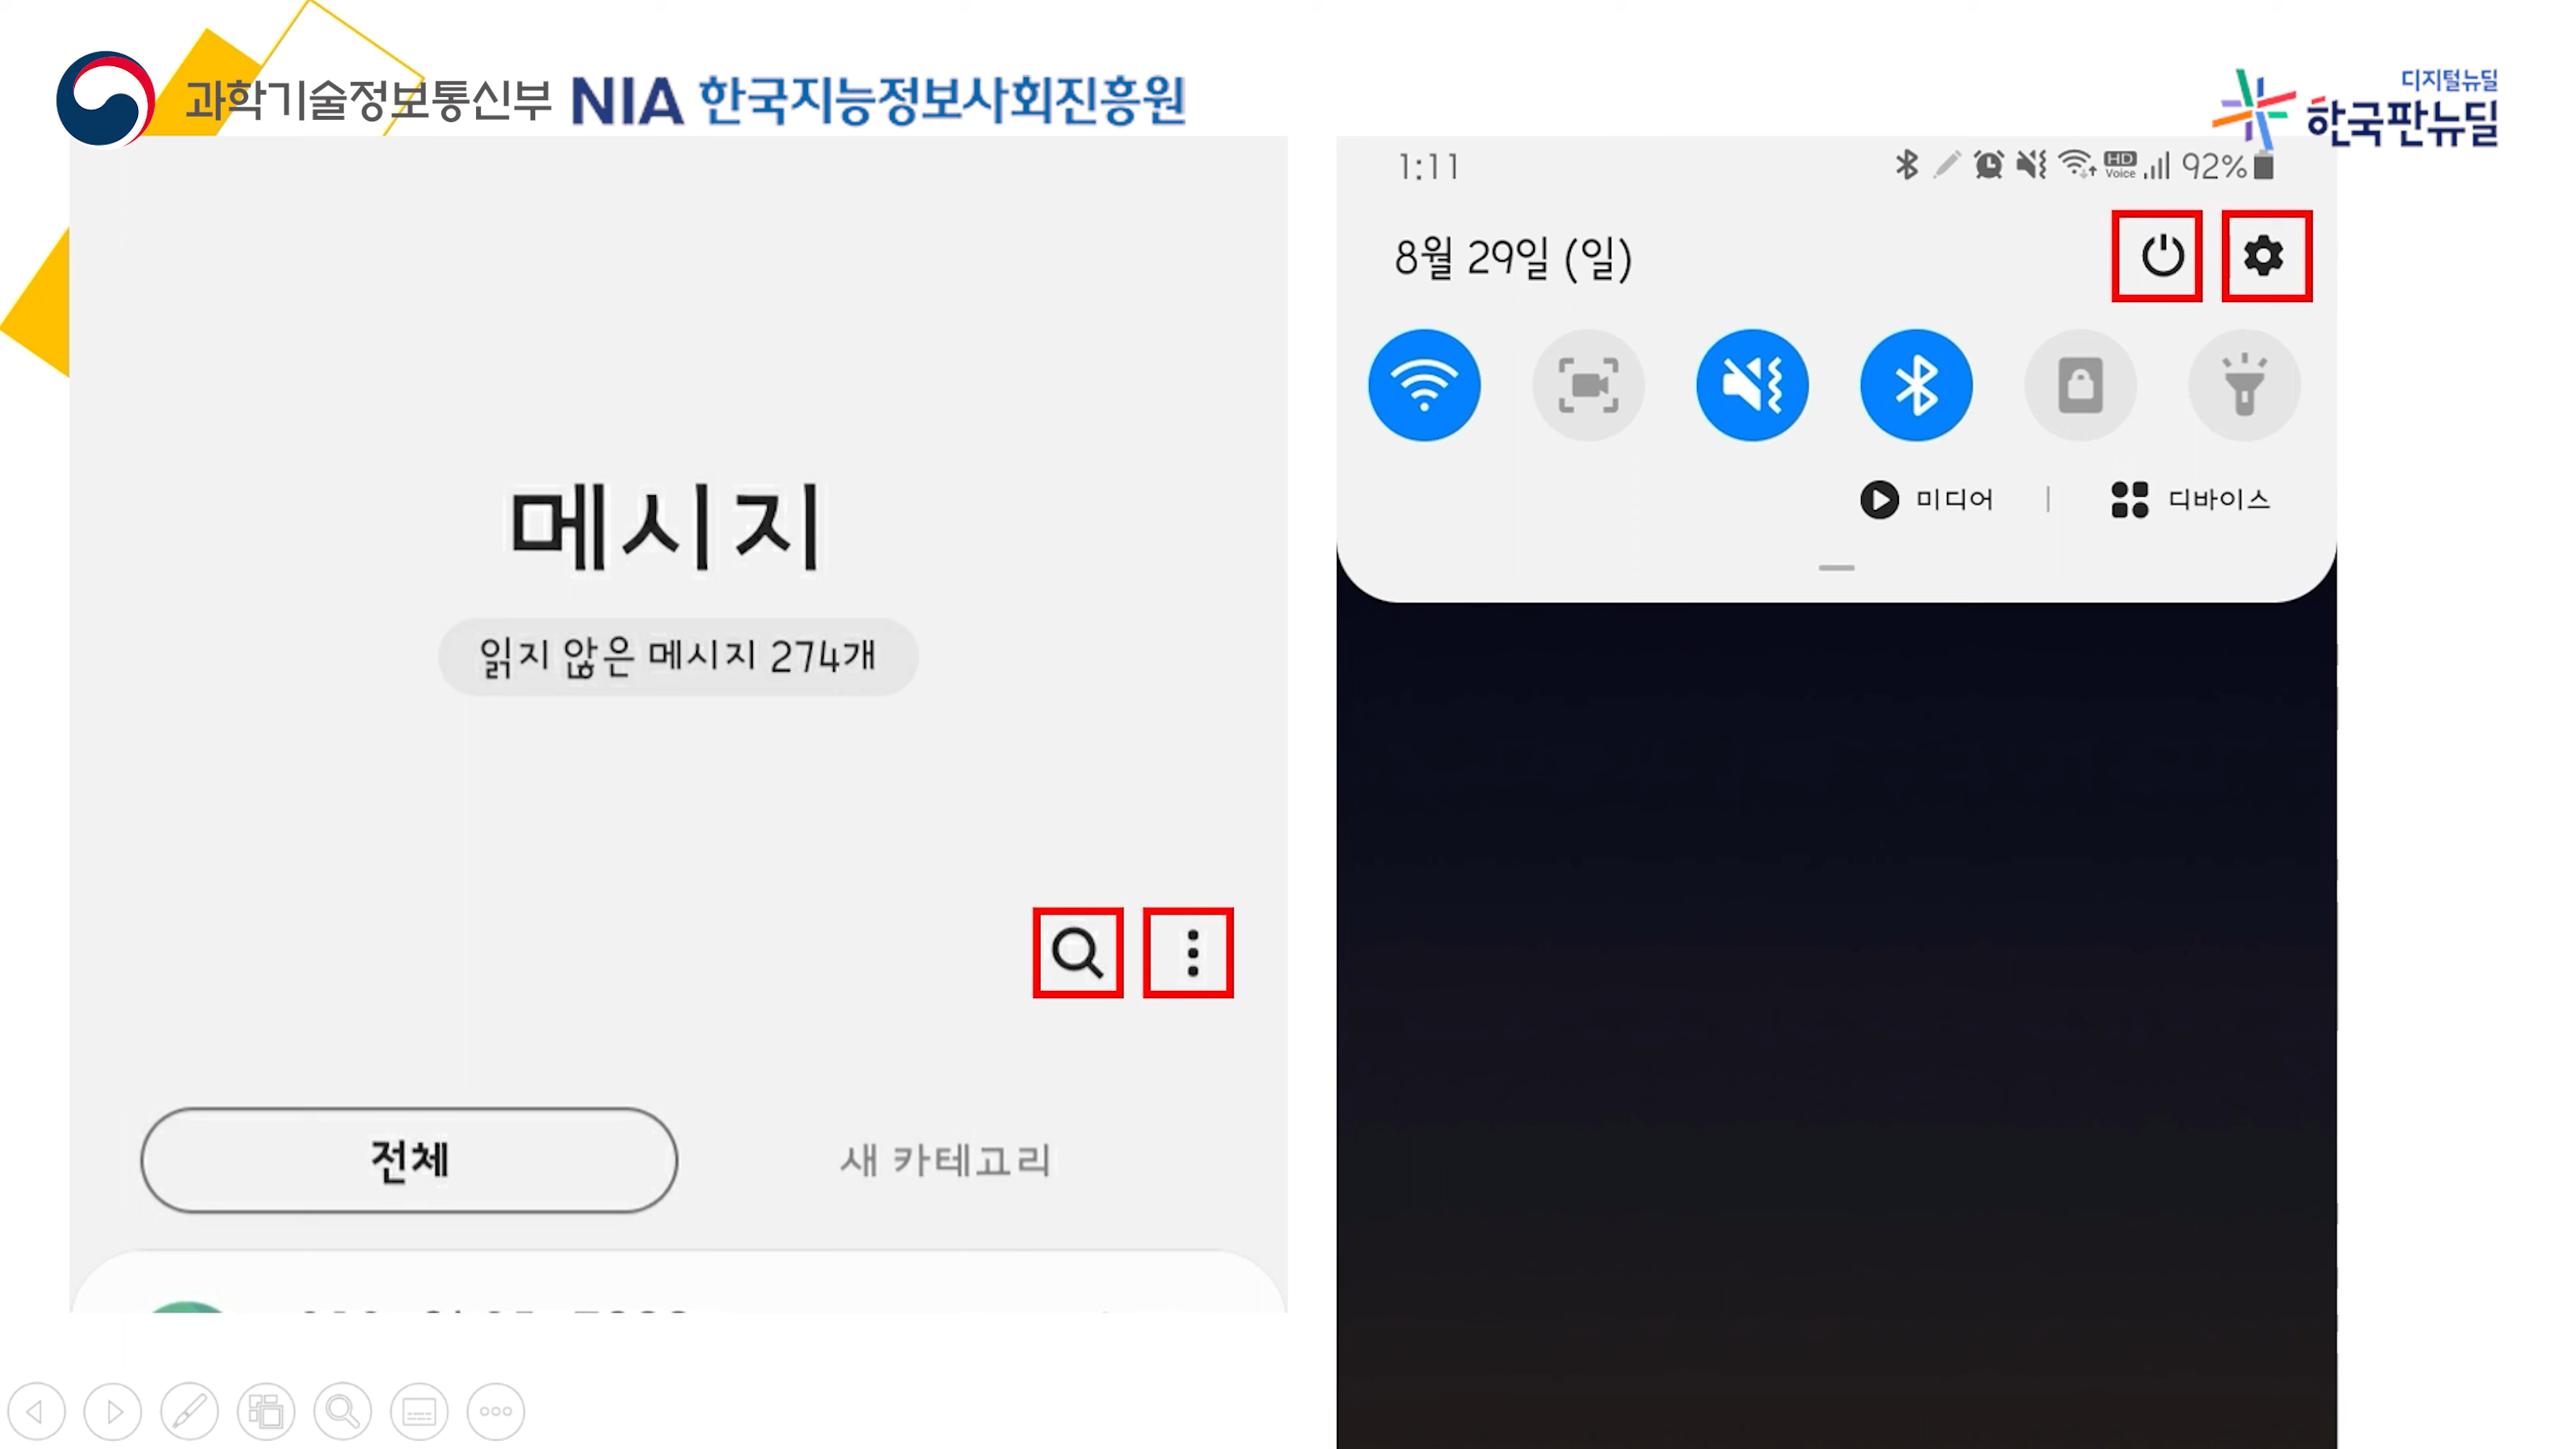 과학기술정보통신부 NIA 한국지능정보사회진흥원
디지털뉴딜
한국판뉴딜
메시지
읽지 않은 메시지 274개
전체
새 카테고리
1:11
HD Voice
92%
8월 29일 (일)
미디어 | 디바이스